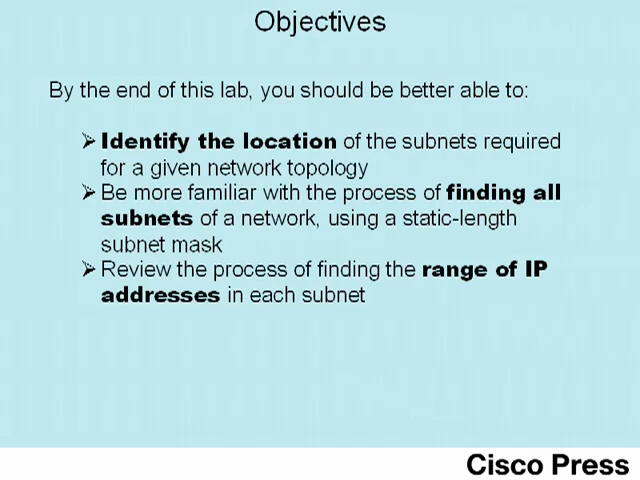 Objectives
By the end of this lab, you should be better able to:
➢ Identify the location of the subnets required
for a given network topology
➢ Be more familiar with the process of finding all
subnets of a network, using a static-length
subnet mask
➢ Review the process of finding the range of IP
addresses in each subnet
Cisco Press